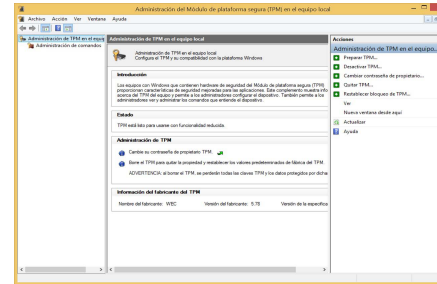 Administración del Módulo de plataforma segura (TPM) en el equipo local
Archivo Acción Ver Ventana Ayuda
Administración de TPM en el equip
Administración de comandos
Administración de TPM en el equipo local
Administración de TPM en el equipo local
Configura el TPM y su compatibilidad con la plataforma Windows
Introducción
Los equipos con Windows que contienen hardware de seguridad del Módulo de plataforma segura (TPM)
proporcionan características de seguridad mejoradas para las aplicaciones. Este complemento muestra info
acerca del TPM del equipo y permite a los administradores configurar el dispositivo. También permite a los
administradores ver y administrar los comandos que entiende el dispositivo.
Estado
TPM está listo para usarse con funcionalidad reducida.
Administración de TPM
Cambie su contraseña de propietario TPM.
Borre el TPM para quitar la propiedad y restablecer los valores predeterminados de fábrica del TPM.
ADVERTENCIA: al borrar el TPM, se perderán todas las claves TPM y los datos protegidos por dicha
Información del fabricante del TPM
Nombre del fabricante: WEC Versión del fabricante: 5.78 Versión de la especifica
Acciones
Administración de TPM en el equipo...
Preparar TPM...
Desactivar TPM...
Cambiar contraseña de propietario...
Quitar TPM...
Restablecer bloqueo de TPM...
Ver
Nueva ventana desde aquí
Actualizar
Ayuda